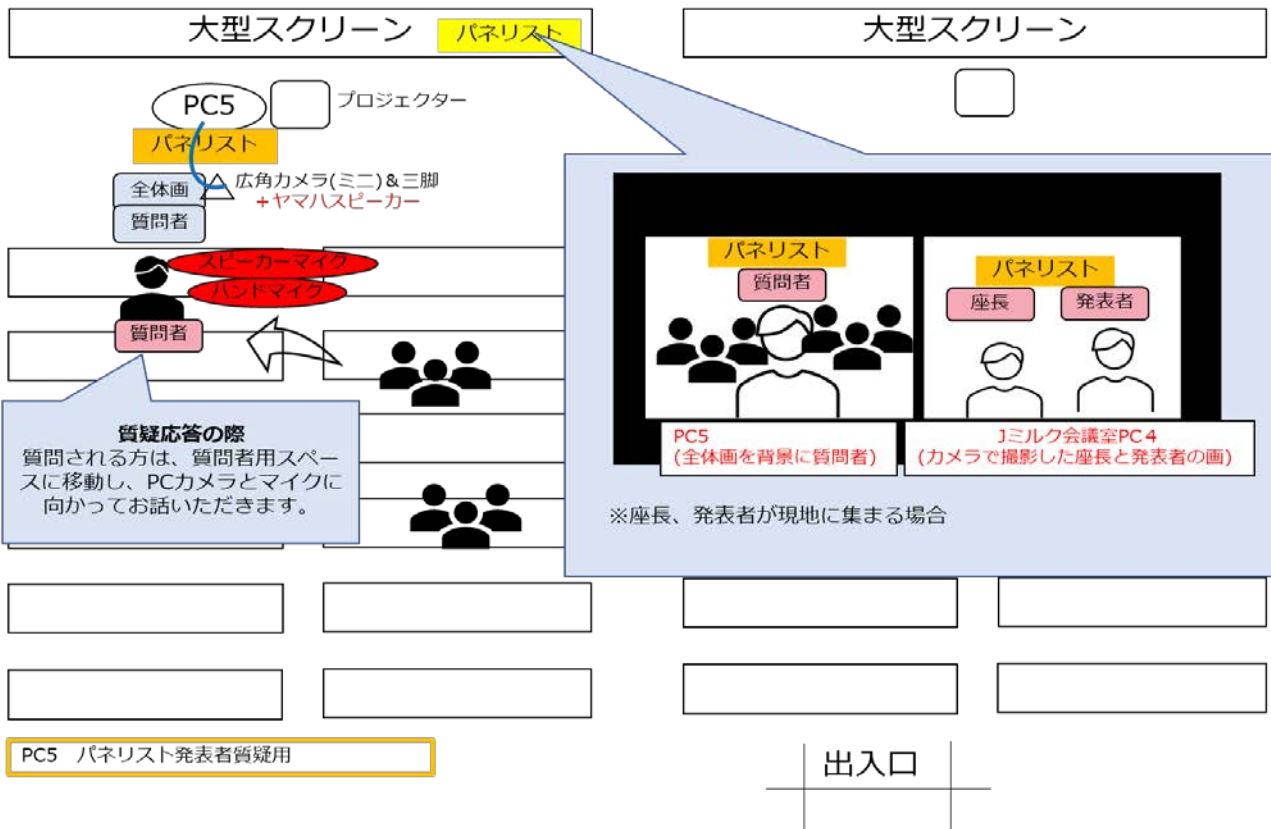 大型スクリーン
パネリスト
大型スクリーン
PC5
プロジェクター
パネリスト
全体画
広角カメラ(ミニ)&三脚
+ヤマハスピーカー
質問者
スピーカーマイク
ハンドマイク
質問者
質疑応答の際
質問される方は、質問者用スペー
スに移動し、PCカメラとマイクに
向かってお話いただきます。
パネリスト
質問者
パネリスト
座長
発表者
PC5
(全体画を背景に質問者)
Jミルク会議室PC4
(カメラで撮影した座長と発表者の画)
※座長、発表者が現地に集まる場合
PC5 パネリスト発表者質疑用
出入口